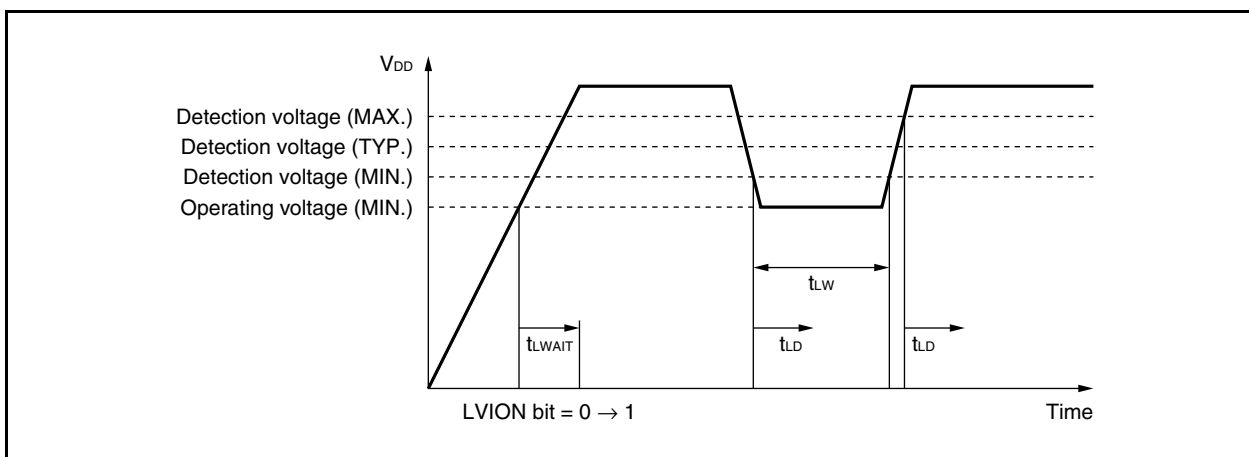 VDD
Detection voltage (MAX.)
Detection voltage (TYP.)
Detection voltage (MIN.)
Operating voltage (MIN.)
tLW
tLWAIT
tLD
tLD
LVION bit = 0 → 1
Time